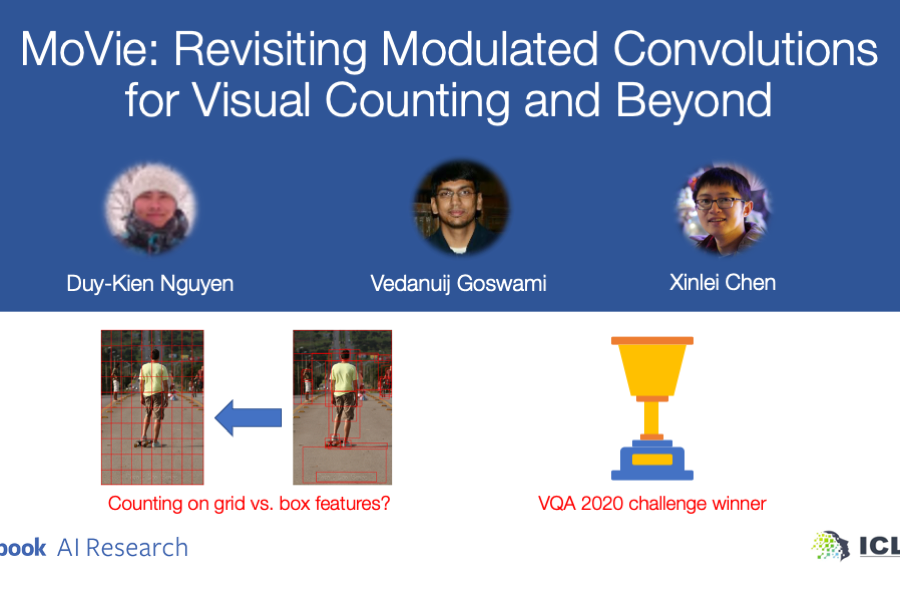 MoVie: Revisiting Modulated Convolutions
for Visual Counting and Beyond
Duy-Kien Nguyen
Vedanuij Goswami
Xinlei Chen
Counting on grid vs. box features?
VQA 2020 challenge winner
book AI Research
ICL